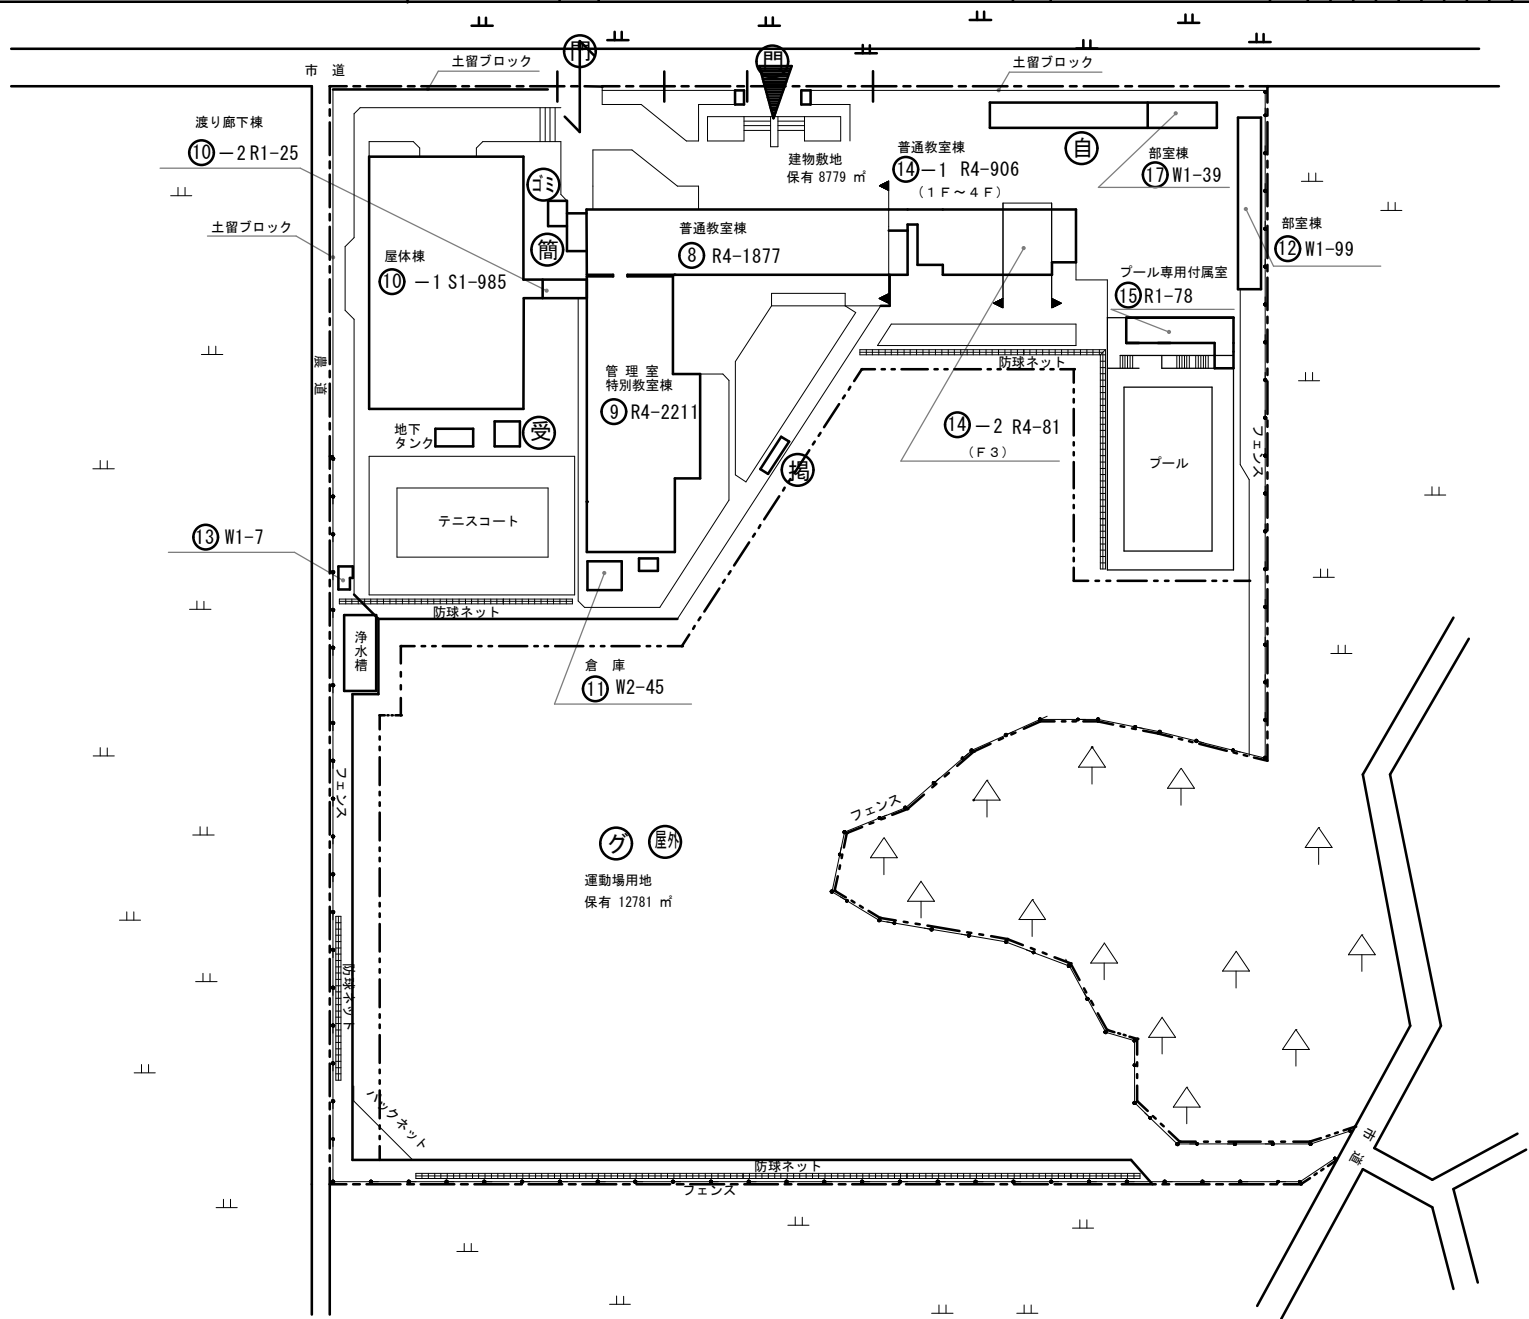 門
門
市 道
土留ブロック
土留ブロック
渡り廊下棟
⑩－2 R1-25
ゴミ
建物敷地
保有 8779 ㎡
普通教室棟
⑭－1 R4-906
(1F～4F)
自
部室棟
⑰ W1-39
土留ブロック
屋体棟
⑩－1 S1-985
簡
普通教室棟
⑧ R4-1877
部室棟
⑫ W1-99
プール専用付属室
⑮ R1-78
農道
管 理 室
特別教室棟
⑨ R4-2211
防球ネット
地下
タンク
受
掲
⑭－2 R4-81
(F3)
フェンス
プール
テニスコート
⑬ W1-7
防球ネット
浄水槽
倉 庫
⑪ W2-45
フェンス
フェンス
グ 屋外
運動場用地
保有 12781 ㎡
防球ネット
バックネット
防球ネット
フェンス
市道